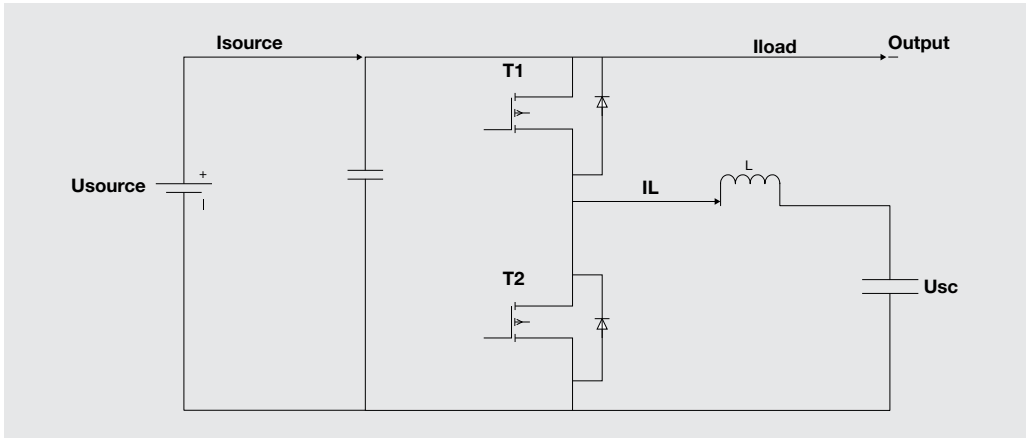 Isource
Iload
Output
T1
L
+
Usource
IL
T2
Usc